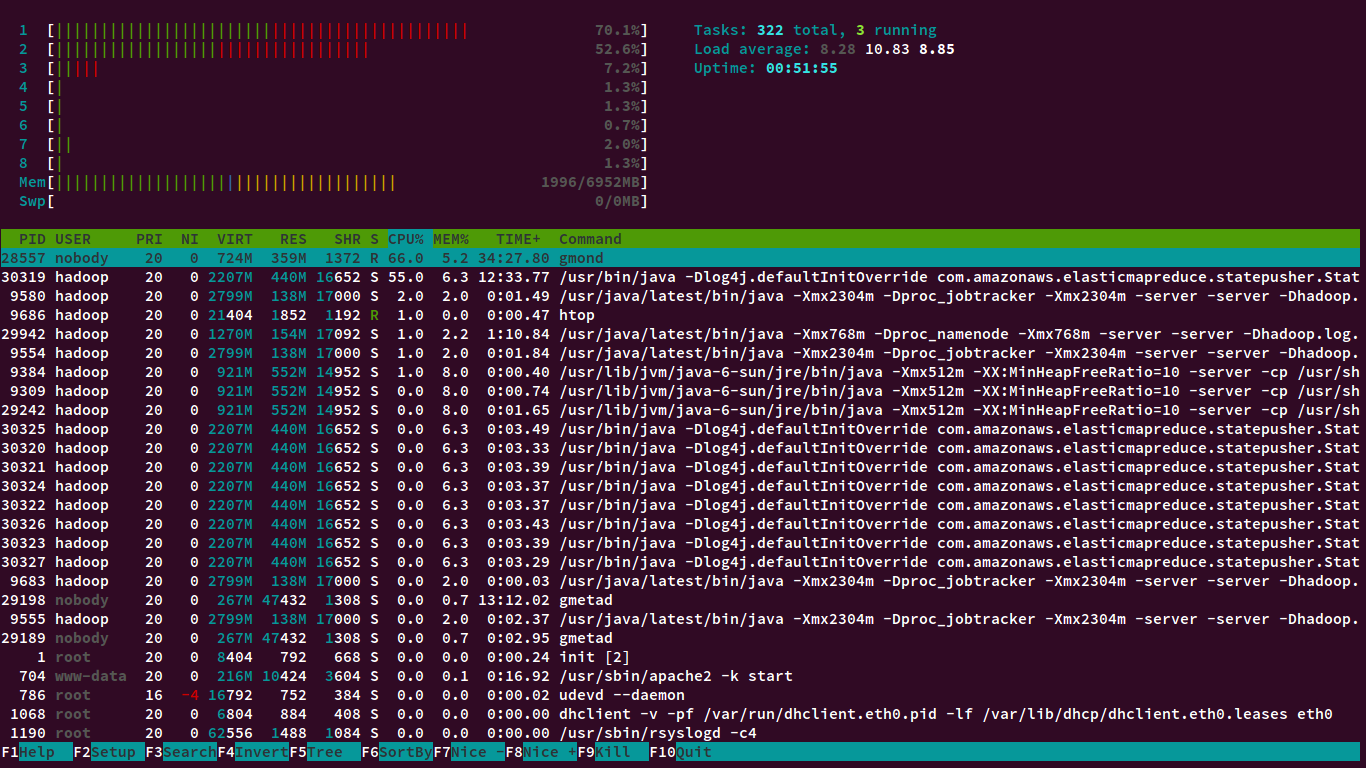 1 [||||||||||||||||||||||||||||||||||||||||||||||| 70.1%] Tasks: 322 total, 3 running
2 [||||||||||||||||||||||||||||||||||| 52.6%] Load average: 8.28 10.83 8.85
3 [||||| 7.2%] Uptime: 00:51:55
4 [| 1.3%]
5 [| 1.3%]
6 [| 0.7%]
7 [|| 2.0%]
8 [| 1.3%]
Mem[|||||||||||||||||||||||||||||||||||||| 1996/6952MB]
Swp[ 0/0MB]
PID USER PRI NI VIRT RES SHR S CPU% MEM% TIME+ Command
28557 nobody 20 0 724M 359M 1372 R 66.0 5.2 34:27.80 gmond
30319 hadoop 20 0 2207M 440M 16652 S 55.0 6.3 12:33.77 /usr/bin/java -Dlog4j.defaultInitOverride com.amazonaws.elasticmapreduce.statepusher.Stat
9580 hadoop 20 0 2799M 138M 17000 S 2.0 2.0 0:01.49 /usr/java/latest/bin/java -Xmx2304m -Dproc_jobtracker -Xmx2304m -server -server -Dhadoop.
9686 hadoop 20 0 21404 1852 1192 R 1.0 0.0 0:00.47 htop
29942 hadoop 20 0 1270M 154M 17092 S 1.0 2.2 1:10.84 /usr/java/latest/bin/java -Xmx768m -Dproc_namenode -Xmx768m -server -server -Dhadoop.log.
9554 hadoop 20 0 2799M 138M 17000 S 1.0 2.0 0:01.84 /usr/java/latest/bin/java -Xmx2304m -Dproc_jobtracker -Xmx2304m -server -server -Dhadoop.
9384 hadoop 20 0 921M 552M 14952 S 1.0 8.0 0:00.40 /usr/lib/jvm/java-6-sun/jre/bin/java -Xmx512m -XX:MinHeapFreeRatio=10 -server -cp /usr/sh
9309 hadoop 20 0 921M 552M 14952 S 0.0 8.0 0:00.74 /usr/lib/jvm/java-6-sun/jre/bin/java -Xmx512m -XX:MinHeapFreeRatio=10 -server -cp /usr/sh
29242 hadoop 20 0 921M 552M 14952 S 0.0 8.0 0:01.65 /usr/lib/jvm/java-6-sun/jre/bin/java -Xmx512m -XX:MinHeapFreeRatio=10 -server -cp /usr/sh
30325 hadoop 20 0 2207M 440M 16652 S 0.0 6.3 0:03.49 /usr/bin/java -Dlog4j.defaultInitOverride com.amazonaws.elasticmapreduce.statepusher.Stat
30320 hadoop 20 0 2207M 440M 16652 S 0.0 6.3 0:03.33 /usr/bin/java -Dlog4j.defaultInitOverride com.amazonaws.elasticmapreduce.statepusher.Stat
30321 hadoop 20 0 2207M 440M 16652 S 0.0 6.3 0:03.39 /usr/bin/java -Dlog4j.defaultInitOverride com.amazonaws.elasticmapreduce.statepusher.Stat
30324 hadoop 20 0 2207M 440M 16652 S 0.0 6.3 0:03.37 /usr/bin/java -Dlog4j.defaultInitOverride com.amazonaws.elasticmapreduce.statepusher.Stat
30322 hadoop 20 0 2207M 440M 16652 S 0.0 6.3 0:03.37 /usr/bin/java -Dlog4j.defaultInitOverride com.amazonaws.elasticmapreduce.statepusher.Stat
30326 hadoop 20 0 2207M 440M 16652 S 0.0 6.3 0:03.43 /usr/bin/java -Dlog4j.defaultInitOverride com.amazonaws.elasticmapreduce.statepusher.Stat
30323 hadoop 20 0 2207M 440M 16652 S 0.0 6.3 0:03.39 /usr/bin/java -Dlog4j.defaultInitOverride com.amazonaws.elasticmapreduce.statepusher.Stat
30327 hadoop 20 0 2207M 440M 16652 S 0.0 6.3 0:03.29 /usr/bin/java -Dlog4j.defaultInitOverride com.amazonaws.elasticmapreduce.statepusher.Stat
9683 hadoop 20 0 2799M 138M 17000 S 0.0 2.0 0:00.03 /usr/java/latest/bin/java -Xmx2304m -Dproc_jobtracker -Xmx2304m -server -server -Dhadoop.
29198 nobody 20 0 267M 47432 1308 S 0.0 0.7 13:12.02 gmetad
9555 hadoop 20 0 2799M 138M 17000 S 0.0 2.0 0:02.37 /usr/java/latest/bin/java -Xmx2304m -Dproc_jobtracker -Xmx2304m -server -server -Dhadoop.
29189 nobody 20 0 267M 47432 1308 S 0.0 0.7 0:02.95 gmetad
1 root 20 0 8404 792 668 S 0.0 0.0 0:00.24 init [2]
704 www-data 20 0 216M 10424 3604 S 0.0 0.1 0:16.92 /usr/sbin/apache2 -k start
786 root 16 -4 16792 752 384 S 0.0 0.0 0:00.02 udevd --daemon
1068 root 20 0 6804 884 408 S 0.0 0.0 0:00.00 dhclient -v -pf /var/run/dhclient.eth0.pid -lf /var/lib/dhcp/dhclient.eth0.leases eth0
1190 root 20 0 62556 1488 1084 S 0.0 0.0 0:00.00 /usr/sbin/rsyslogd -c4
F1Help F2Setup F3SearchF4InvertF5Tree F6SortByF7Nice -F8Nice +F9Kill F10Quit